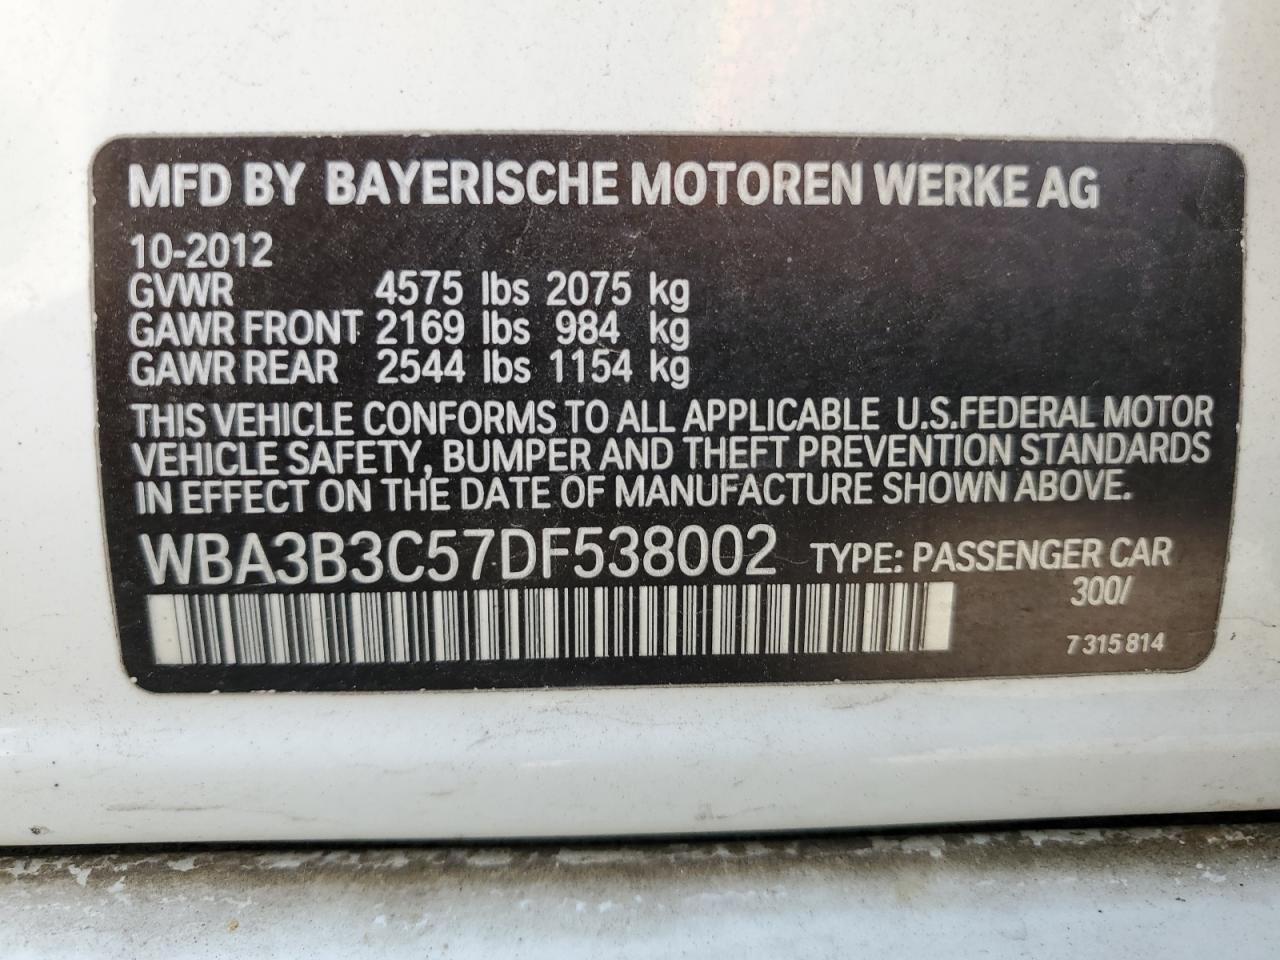 MFD BY BAYERISCHE MOTOREN WERKE AG
10-2012
GVWR 4575 lbs 2075 kg
GAWR FRONT 2169 lbs 984 kg
GAWR REAR 2544 lbs 1154 kg
THIS VEHICLE CONFORMS TO ALL APPLICABLE U.S.FEDERAL MOTOR
VEHICLE SAFETY, BUMPER AND THEFT PREVENTION STANDARDS
IN EFFECT ON THE DATE OF MANUFACTURE SHOWN ABOVE.
WBA3B3C57DF538002 TYPE: PASSENGER CAR
300/
7 315 814